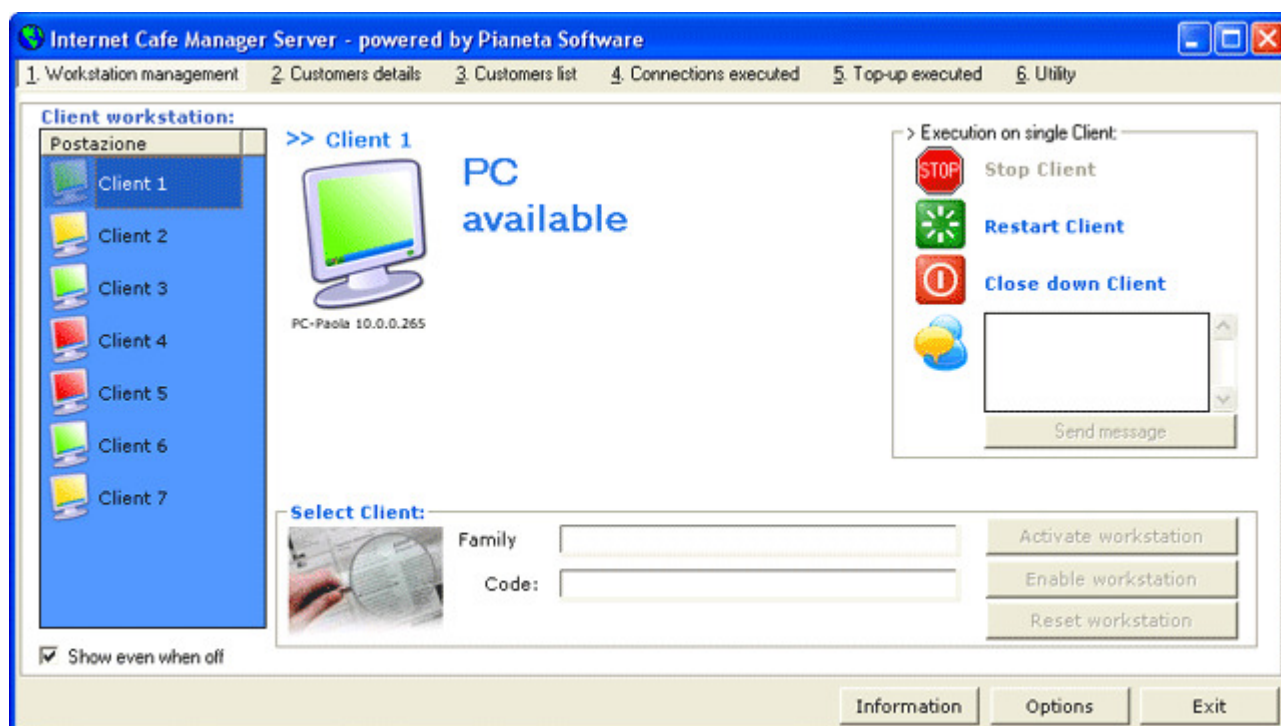 Internet Cafe Manager Server - powered by Pianeta Software
1. Workstation management 2. Customers details 3. Customers list 4. Connections executed 5. Top-up executed 6. Utility
Client workstation:
Postazione
Client 1
Client 2
Client 3
Client 4
Client 5
Client 6
Client 7
Show even when off
>> Client 1
PC
available
PC-Paola 10.0.0.265
> Execution on single Client:
STOP
Stop Client
Restart Client
Close down Client
Send message
Select Client:
Family
Code:
Activate workstation
Enable workstation
Reset workstation
Information Options Exit